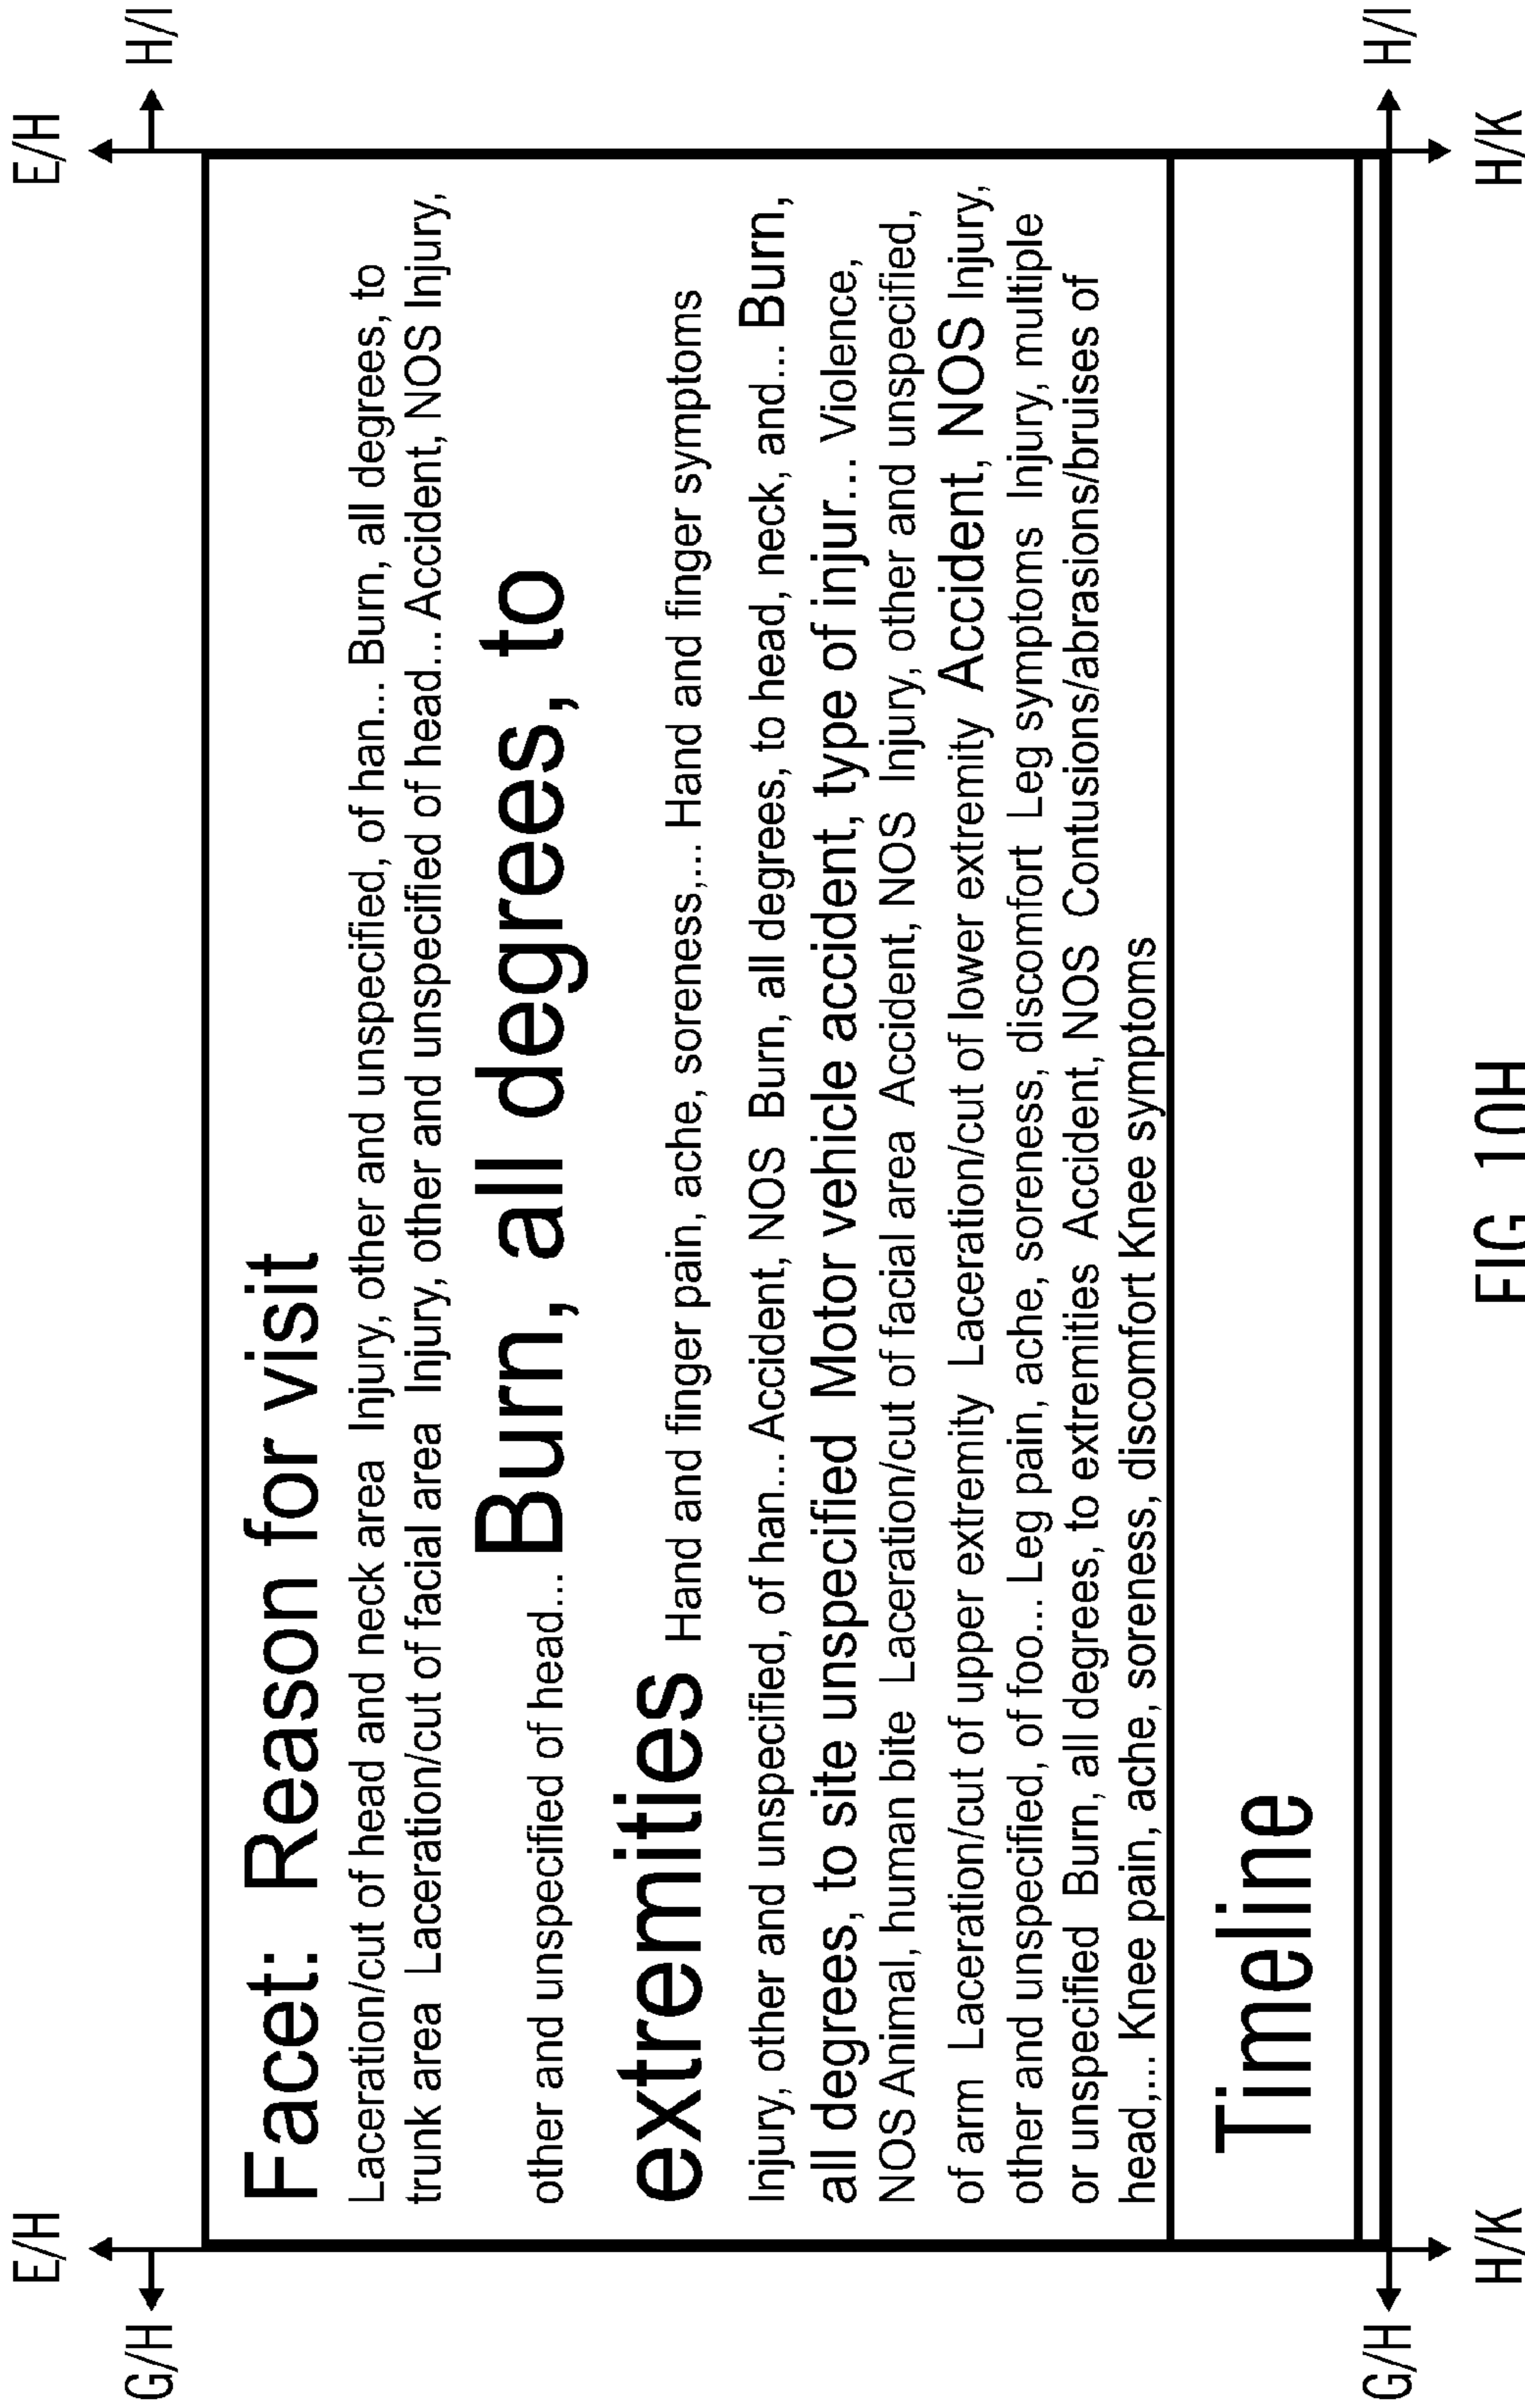 E/H E/H
G/H H/I
Facet: Reason for visit
Laceration/cut of head and neck area Injury, other and unspecified, of han... Burn, all degrees, to
trunk area Laceration/cut of facial area Injury, other and unspecified of head... Accident, NOS Injury,
other and unspecified of head... Burn, all degrees, to
extremities Hand and finger pain, ache, soreness,... Hand and finger symptoms
Injury, other and unspecified, of han... Accident, NOS Burn, all degrees, to head, neck, and... Burn,
all degrees, to site unspecified Motor vehicle accident, type of injur... Violence,
NOS Animal, human bite Laceration/cut of facial area Accident, NOS Injury, other and unspecified,
of arm Laceration/cut of upper extremity Laceration/cut of lower extremity Accident, NOS Injury,
other and unspecified, of foo... Leg pain, ache, soreness, discomfort Leg symptoms Injury, multiple
or unspecified Burn, all degrees, to extremities Accident, NOS Contusions/abrasions/bruises of
head,... Knee pain, ache, soreness, discomfort Knee symptoms
Timeline
G/H H/I
H/K H/K
FIG 10H